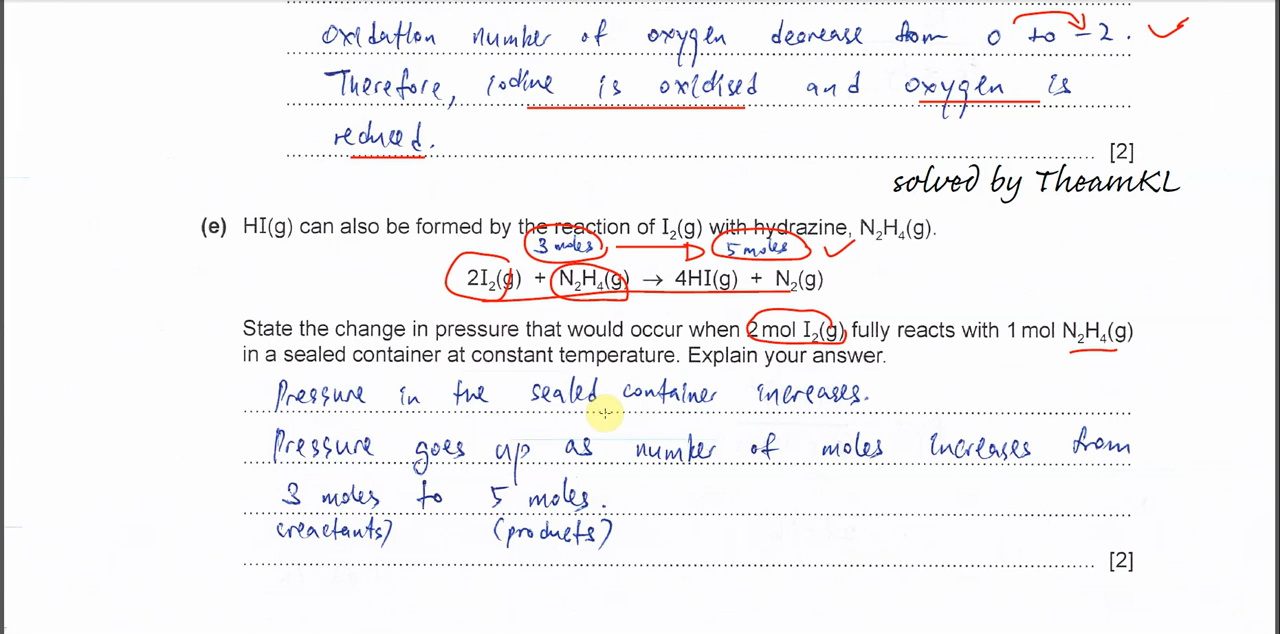 Oxidation number of oxygen decrease from 0 to -2.
Therefore, iodine is oxidised and oxygen is
reduced.
[2]
solved by TheamKL
(e) HI(g) can also be formed by the reaction of I₂(g) with hydrazine, N₂H₄(g).
3 moles 5 moles
2I₂(g) + N₂H₄(g) → 4HI(g) + N₂(g)
State the change in pressure that would occur when 2 mol I₂(g) fully reacts with 1 mol N₂H₄(g)
in a sealed container at constant temperature. Explain your answer.
Pressure in the sealed container increases.
Pressure goes up as number of moles increases from
3 moles to 5 moles.
(reactants) (products)
[2]